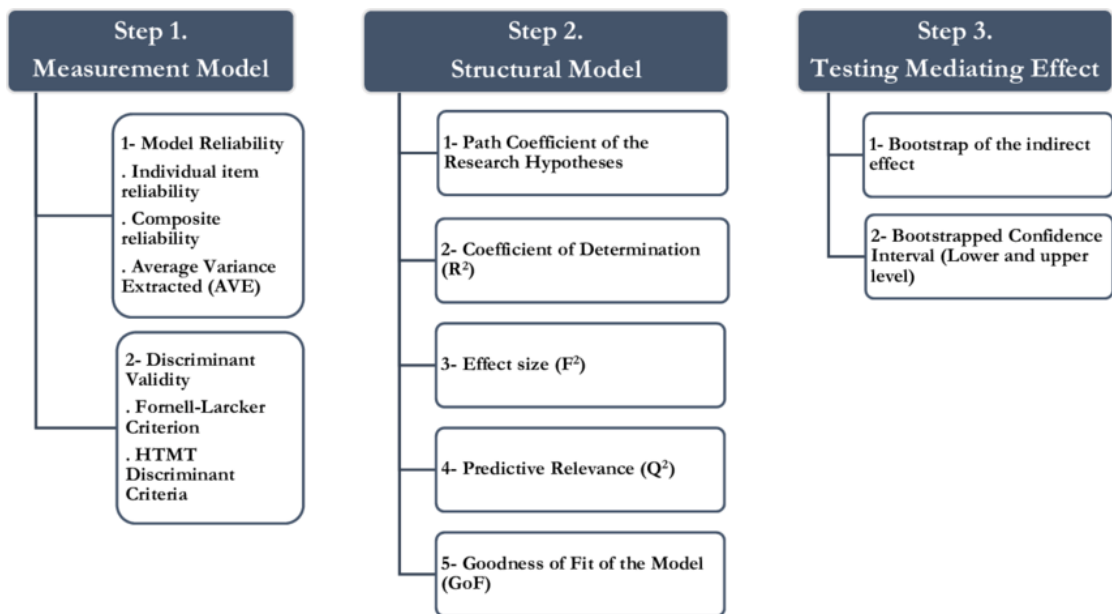 Step 1.
Measurement Model
1- Model Reliability
. Individual item
reliability
. Composite
reliability
. Average Variance
Extracted (AVE)
2- Discriminant
Validity
. Fornell-Larcker
Criterion
. HTMT
Discriminant
Criteria
Step 2.
Structural Model
1- Path Coefficient of the
Research Hypotheses
2- Coefficient of Determination
(R²)
3- Effect size (F²)
4- Predictive Relevance (Q²)
5- Goodness of Fit of the Model
(GoF)
Step 3.
Testing Mediating Effect
1- Bootstrap of the indirect
effect
2- Bootstrapped Confidence
Interval (Lower and upper
level)